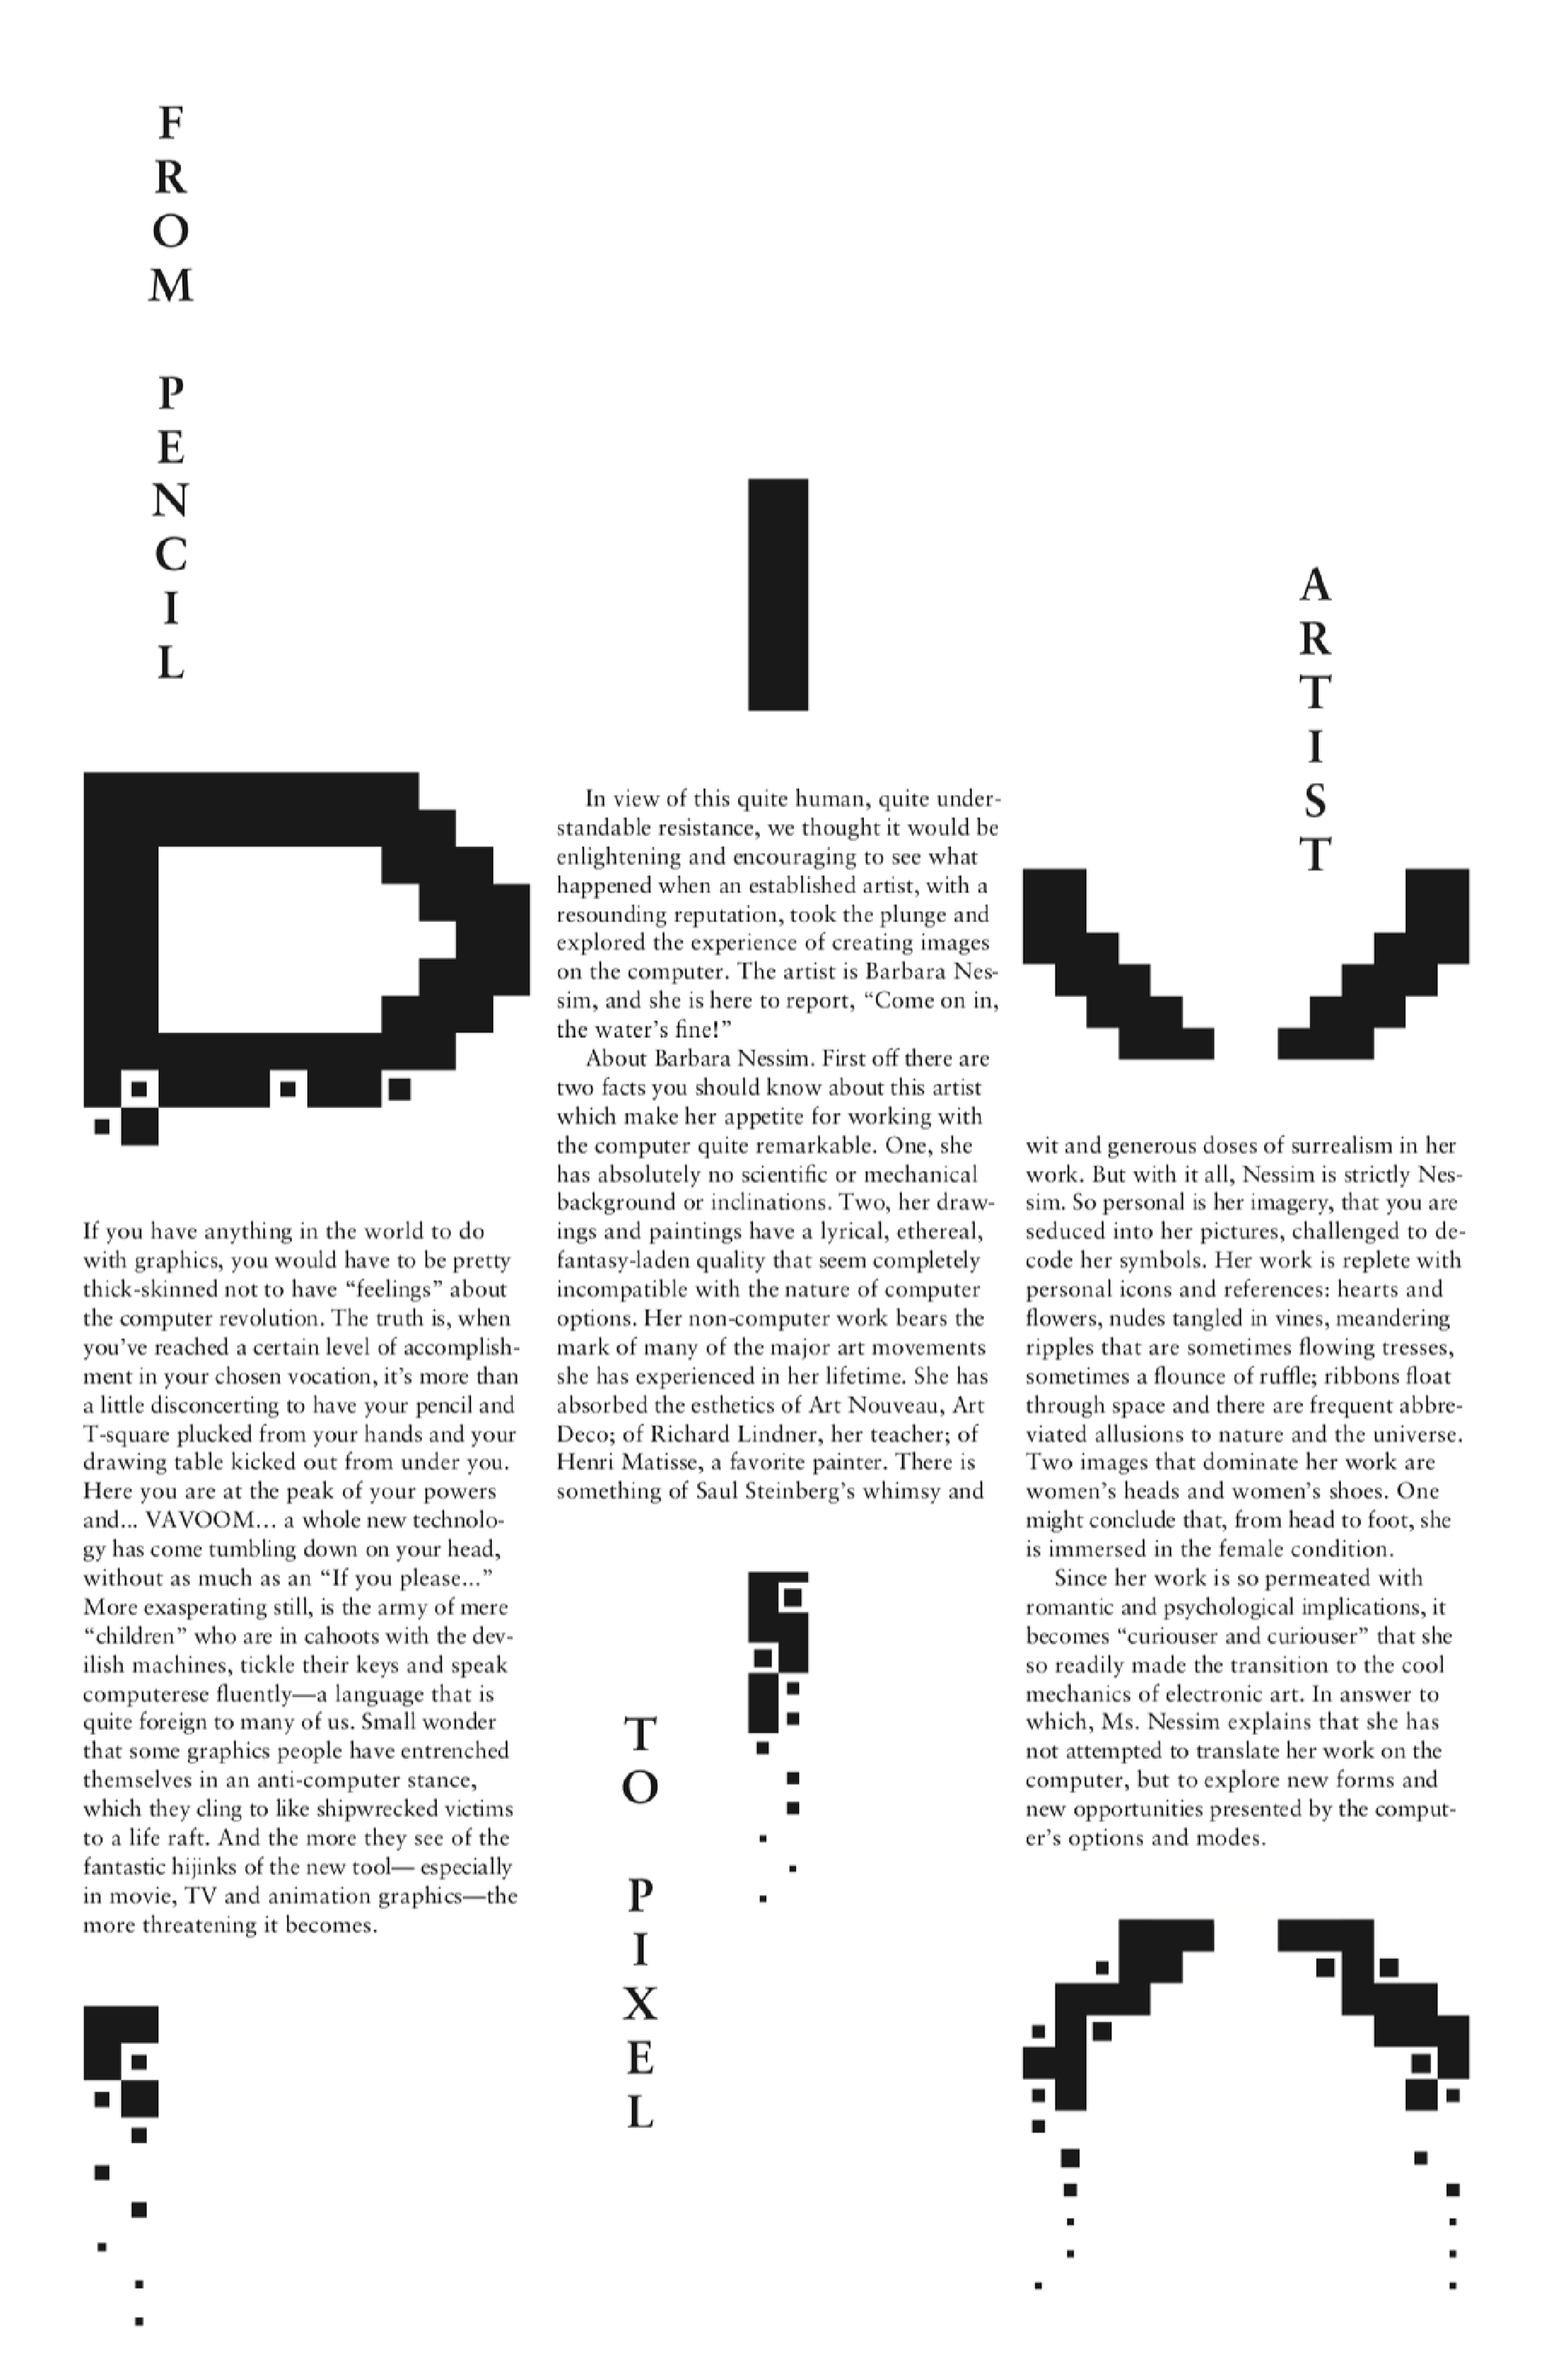 FROM PENCIL
TO PIXEL
ARTIST
P I X
If you have anything in the world to do
with graphics, you would have to be pretty
thick-skinned not to have “feelings” about
the computer revolution. The truth is, when
you’ve reached a certain level of accomplish-
ment in your chosen vocation, it’s more than
a little disconcerting to have your pencil and
T-square plucked from your hands and your
drawing table kicked out from under you.
Here you are at the peak of your powers
and... VAVOOM... a whole new technolo-
gy has come tumbling down on your head,
without as much as an “If you please...”
More exasperating still, is the army of mere
“children” who are in cahoots with the dev-
ilish machines, tickle their keys and speak
computerese fluently—a language that is
quite foreign to many of us. Small wonder
that some graphics people have entrenched
themselves in an anti-computer stance,
which they cling to like shipwrecked victims
to a life raft. And the more they see of the
fantastic hijinks of the new tool— especially
in movie, TV and animation graphics—the
more threatening it becomes.
In view of this quite human, quite under-
standable resistance, we thought it would be
enlightening and encouraging to see what
happened when an established artist, with a
resounding reputation, took the plunge and
explored the experience of creating images
on the computer. The artist is Barbara Nes-
sim, and she is here to report, “Come on in,
the water’s fine!”
About Barbara Nessim. First off there are
two facts you should know about this artist
which make her appetite for working with
the computer quite remarkable. One, she
has absolutely no scientific or mechanical
background or inclinations. Two, her draw-
ings and paintings have a lyrical, ethereal,
fantasy-laden quality that seem completely
incompatible with the nature of computer
options. Her non-computer work bears the
mark of many of the major art movements
she has experienced in her lifetime. She has
absorbed the esthetics of Art Nouveau, Art
Deco; of Richard Lindner, her teacher; of
Henri Matisse, a favorite painter. There is
something of Saul Steinberg’s whimsy and
wit and generous doses of surrealism in her
work. But with it all, Nessim is strictly Nes-
sim. So personal is her imagery, that you are
seduced into her pictures, challenged to de-
code her symbols. Her work is replete with
personal icons and references: hearts and
flowers, nudes tangled in vines, meandering
ripples that are sometimes flowing tresses,
sometimes a flounce of ruffle; ribbons float
through space and there are frequent abbre-
viated allusions to nature and the universe.
Two images that dominate her work are
women’s heads and women’s shoes. One
might conclude that, from head to foot, she
is immersed in the female condition.
Since her work is so permeated with
romantic and psychological implications, it
becomes “curiouser and curiouser” that she
so readily made the transition to the cool
mechanics of electronic art. In answer to
which, Ms. Nessim explains that she has
not attempted to translate her work on the
computer, but to explore new forms and
new opportunities presented by the comput-
er’s options and modes.